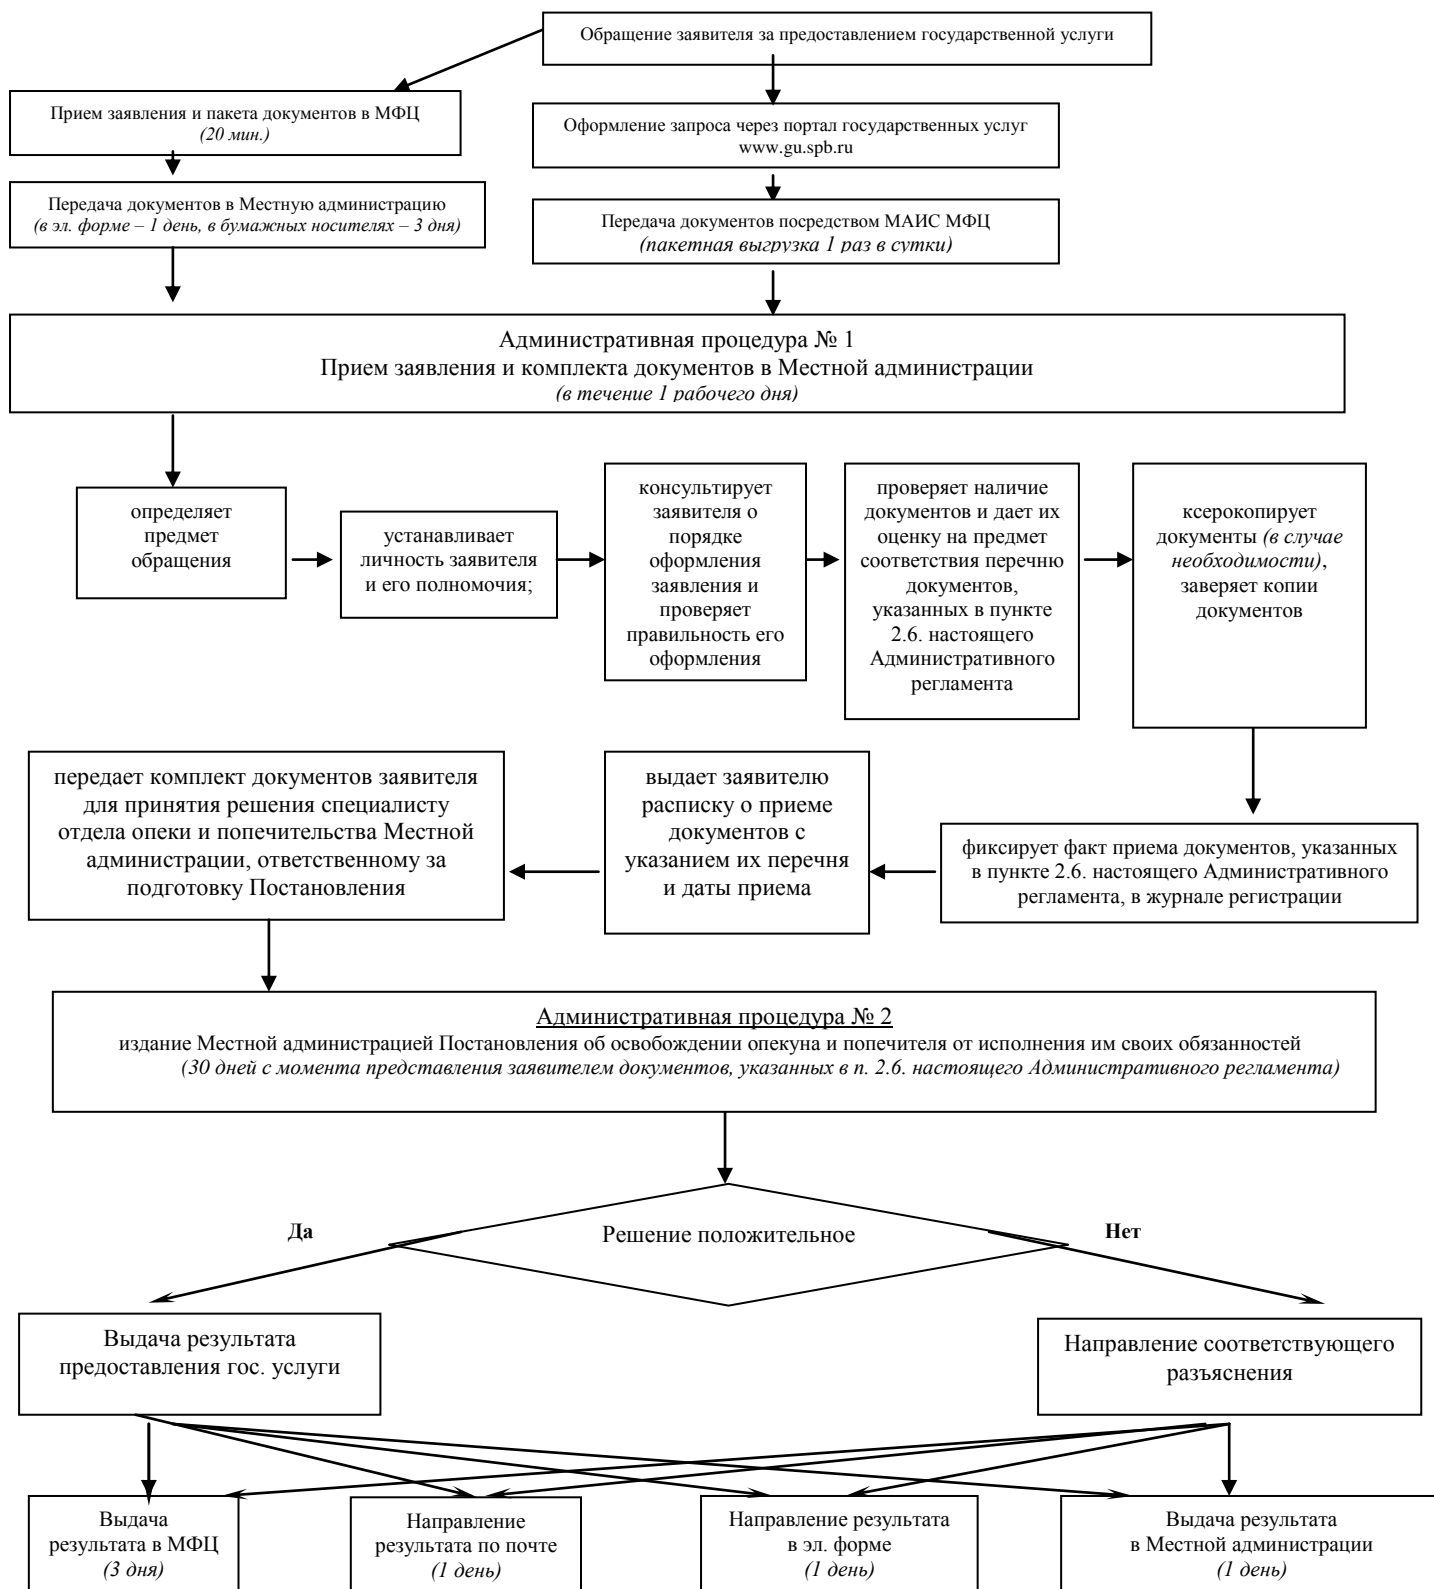 Обращение заявителя за предоставлением государственной услуги
Прием заявления и пакета документов в МФЦ
(20 мин.)
Оформление запроса через портал государственных услуг
www.gu.spb.ru
Передача документов в Местную администрацию
(в эл. форме – 1 день, в бумажных носителях – 3 дня)
Передача документов посредством МАИС МФЦ
(пакетная выгрузка 1 раз в сутки)
Административная процедура № 1
Прием заявления и комплекта документов в Местной администрации
(в течение 1 рабочего дня)
определяет
предмет
обращения
устанавливает
личность заявителя
и его полномочия;
консультирует
заявителя о
порядке
оформления
заявления и
проверяет
правильность его
оформления
проверяет наличие
документов и дает их
оценку на предмет
соответствия перечню
документов,
указанных в пункте
2.6. настоящего
Административного
регламента
ксерокопирует
документы (в случае
необходимости),
заверяет копии
документов
передает комплект документов заявителя
для принятия решения специалисту
отдела опеки и попечительства Местной
администрации, ответственному за
подготовку Постановления
выдает заявителю
расписку о приеме
документов с
указанием их перечня
и даты приема
фиксирует факт приема документов, указанных
в пункте 2.6. настоящего Административного
регламента, в журнале регистрации
Административная процедура № 2
издание Местной администрацией Постановления об освобождении опекуна и попечителя от исполнения им своих обязанностей
(30 дней с момента представления заявителем документов, указанных в п. 2.6. настоящего Административного регламента)
Да
Решение положительное
Нет
Выдача результата
предоставления гос. услуги
Направление соответствующего
разъяснения
Выдача
результата в МФЦ
(3 дня)
Направление
результата по почте
(1 день)
Направление результата
в эл. форме
(1 день)
Выдача результата
в Местной администрации
(1 день)